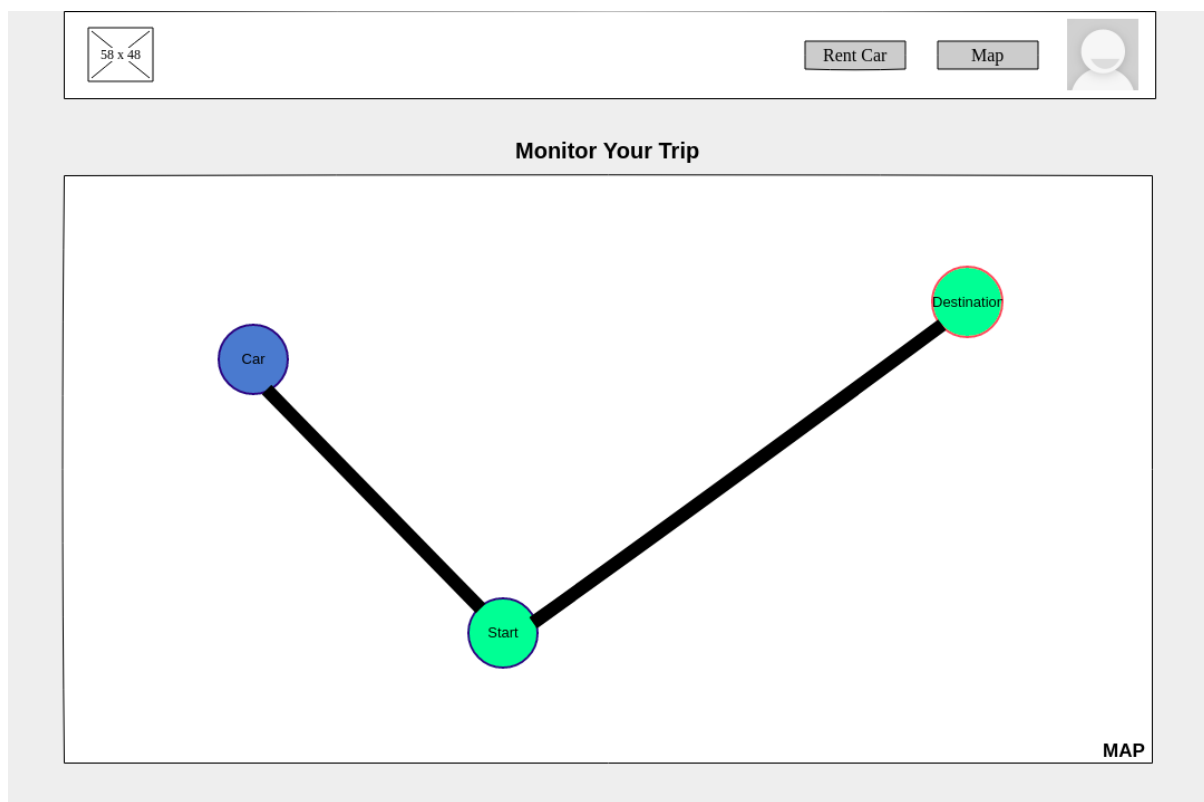 58 x 48
Rent Car
Map
Monitor Your Trip
Destination
Car
Start
MAP